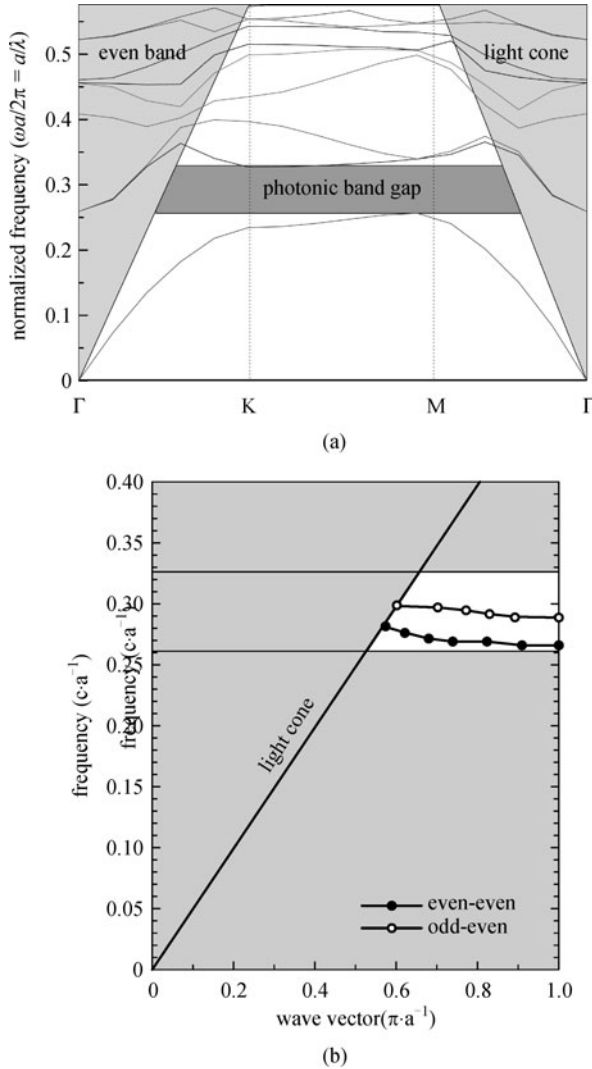 normalized frequency (ωa/2π = a/λ)
0.5
0.4
0.3
0.2
0.1
0
even band
light cone
photonic band gap
Γ
K
M
Γ
(a)
frequency (c·a⁻¹)
frequency (c·a⁻¹)
0.40
0.35
0.30
0.25
0.20
0.15
0.10
0.05
0
light cone
even-even
odd-even
0
0.2
0.4
0.6
0.8
1.0
wave vector(π·a⁻¹)
(b)